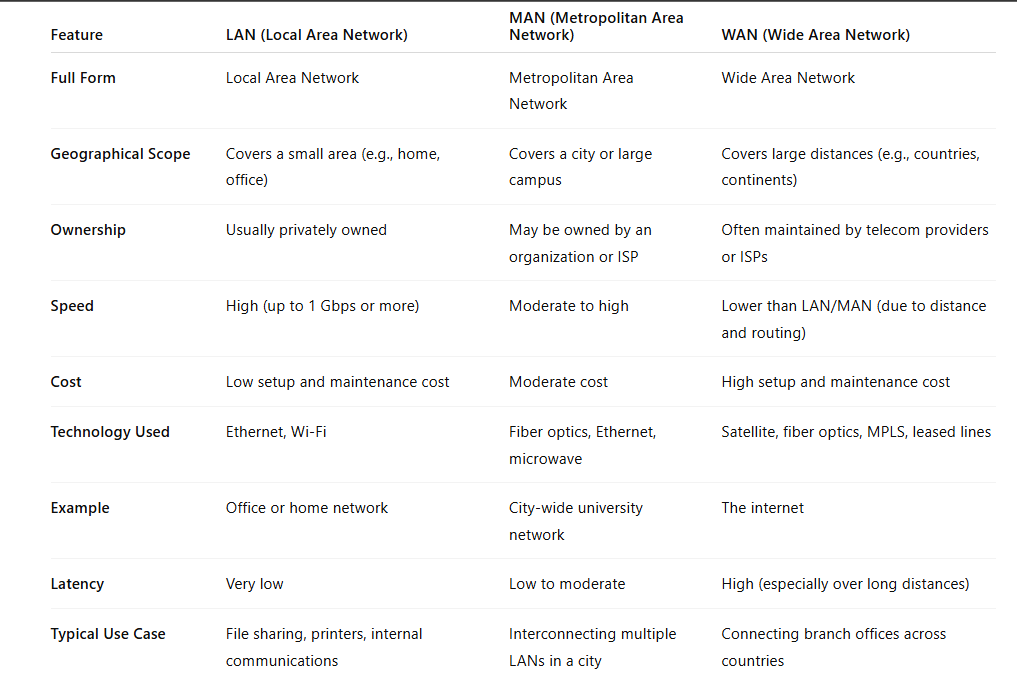 Feature LAN (Local Area Network) MAN (Metropolitan Area Network) WAN (Wide Area Network)
Full Form Local Area Network Metropolitan Area Network Wide Area Network
Geographical Scope Covers a small area (e.g., home, office) Covers a city or large campus Covers large distances (e.g., countries, continents)
Ownership Usually privately owned May be owned by an organization or ISP Often maintained by telecom providers or ISPs
Speed High (up to 1 Gbps or more) Moderate to high Lower than LAN/MAN (due to distance and routing)
Cost Low setup and maintenance cost Moderate cost High setup and maintenance cost
Technology Used Ethernet, Wi-Fi Fiber optics, Ethernet, microwave Satellite, fiber optics, MPLS, leased lines
Example Office or home network City-wide university network The internet
Latency Very low Low to moderate High (especially over long distances)
Typical Use Case File sharing, printers, internal communications Interconnecting multiple LANs in a city Connecting branch offices across countries